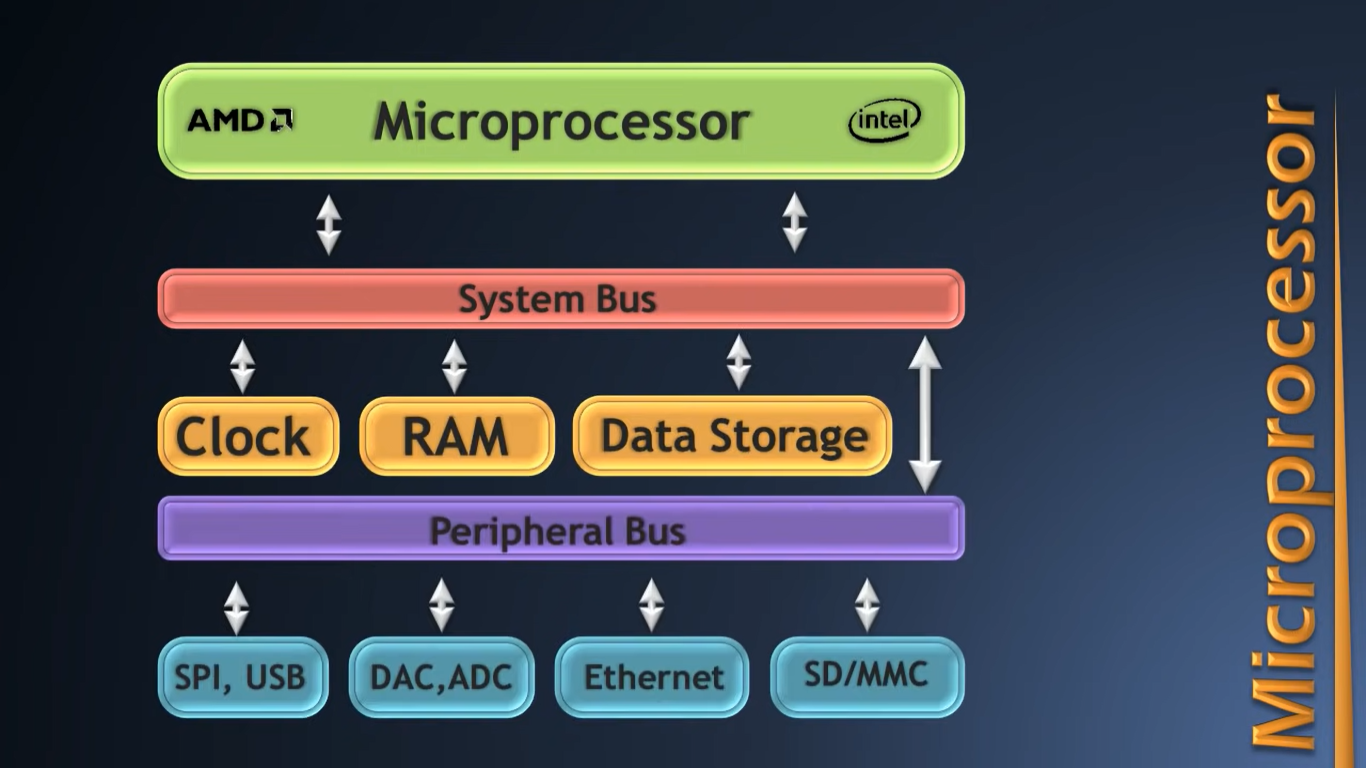 AMD Microprocessor intel
System Bus
Clock RAM Data Storage
Peripheral Bus
SPI, USB DAC,ADC Ethernet SD/MMC
Microprocessor